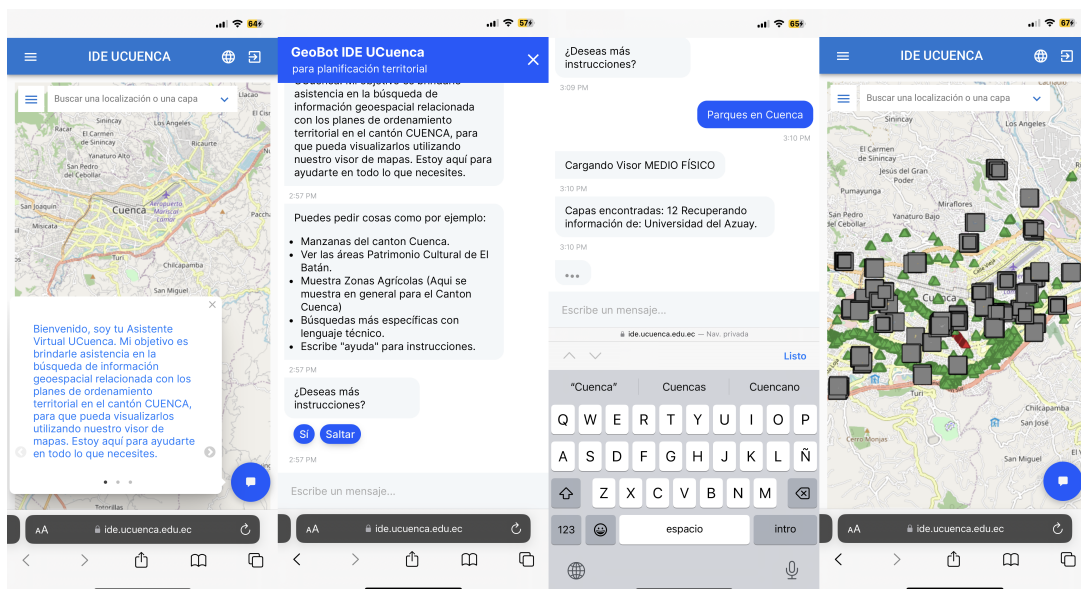 64
IDE UCUENCA
Buscar una localización o una capa
Llacao
Sinincay
Racar
El Carmen
de Sinincay
Los Angeles
Ricaurte
Yanaturo Alto
San Pedro
del Cebollar
San joaquin
Cuenca
Aeropuerto
Mariscal
Lamar
Misicata
Turi
Chilcapamba
San Miguel
Bienvenido, soy tu Asistente
Virtual UCuenca. Mi objetivo es
brindarle asistencia en la
búsqueda de información
geoespacial relacionada con los
planes de ordenamiento
territorial en el cantón CUENCA,
para que pueda visualizarlos
utilizando nuestro visor de
mapas. Estoy aquí para ayudarte
en todo lo que necesites.
Totorillas
AA
ide.ucuenca.edu.ec
57
GeoBot IDE UCuenca
para planificación territorial
asistencia en la búsqueda de
información geoespacial relacionada
con los planes de ordenamiento
territorial en el cantón CUENCA, para
que pueda visualizarlos utilizando
nuestro visor de mapas. Estoy aquí para
ayudarte en todo lo que necesites.
2:57 PM
Puedes pedir cosas como por ejemplo:
• Manzanas del canton Cuenca.
• Ver las áreas Patrimonio Cultural de El
Batán.
• Muestra Zonas Agrícolas (Aqui se
muestra en general para el Canton
Cuenca)
• Búsquedas más específicas con
lenguaje técnico.
• Escribe "ayuda" para instrucciones.
2:57 PM
¿Deseas más
instrucciones?
Sí
Saltar
2:57 PM
Escribe un mensaje...
AA
ide.ucuenca.edu.ec
65
¿Deseas más
instrucciones?
3:09 PM
Parques en Cuenca
3:10 PM
Cargando Visor MEDIO FÍSICO
3:10 PM
Capas encontradas: 12 Recuperando
información de: Universidad del Azuay.
3:10 PM
Escribe un mensaje...
ide.ucuenca.edu.ec — Nav. privada
Listo
“Cuenca”
Cuencas
Cuencano
Q W E R T Y U I O P
A S D F G H J K L Ñ
Z X C V B N M
123
espacio
intro
67
IDE UCUENCA
Buscar una localización o una capa
Sinincay
Los Angeles
El Carmen
de Sinincay
Jesús del Gran
Poder
Pumayunga
Miraflores
San Pedro
del Cebollar
Yanaturo Bajo
Cuenca
Turi
Chilcapamba
San José
Cerro Monjas
San Miguel
AA
ide.ucuenca.edu.ec